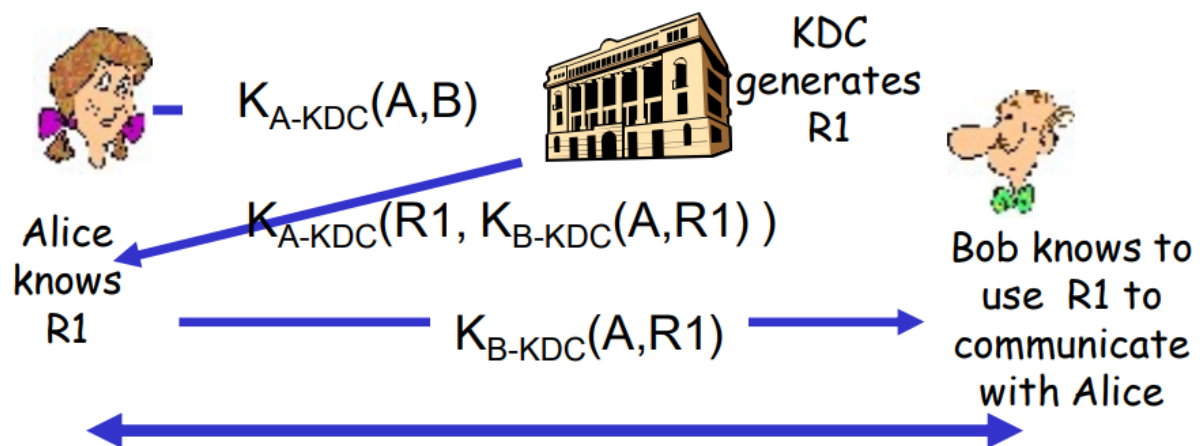 KDC
generates
R1
K_A-KDC(A,B)
K_A-KDC(R1, K_B-KDC(A,R1) )
Alice
knows
R1
K_B-KDC(A,R1)
Bob knows to
use R1 to
communicate
with Alice